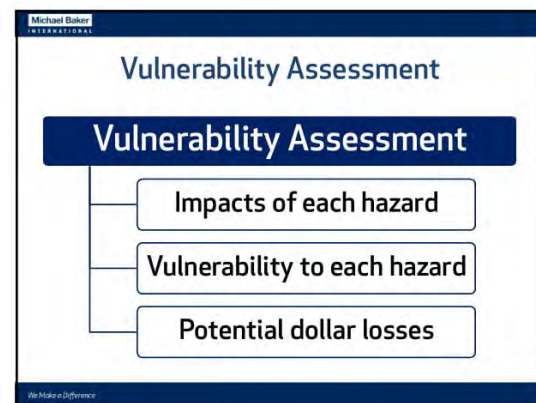 Michael Baker
INTERNATIONAL
Vulnerability Assessment
Vulnerability Assessment
Impacts of each hazard
Vulnerability to each hazard
Potential dollar losses
We Make a Difference